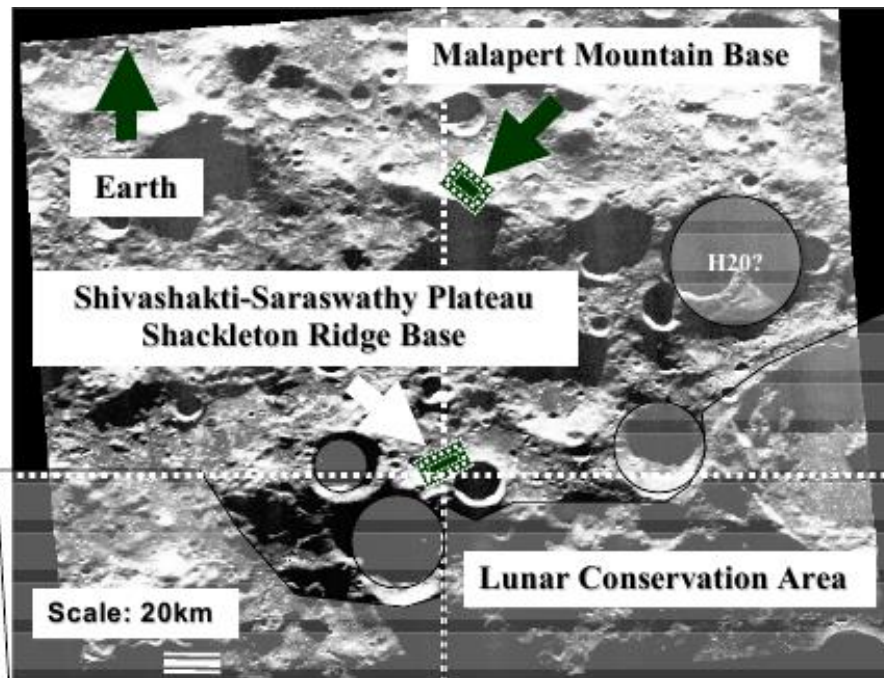 Malapert Mountain Base
Earth
H20?
Shivashakti-Saraswathy Plateau
Shackleton Ridge Base
Lunar Conservation Area
Scale: 20km